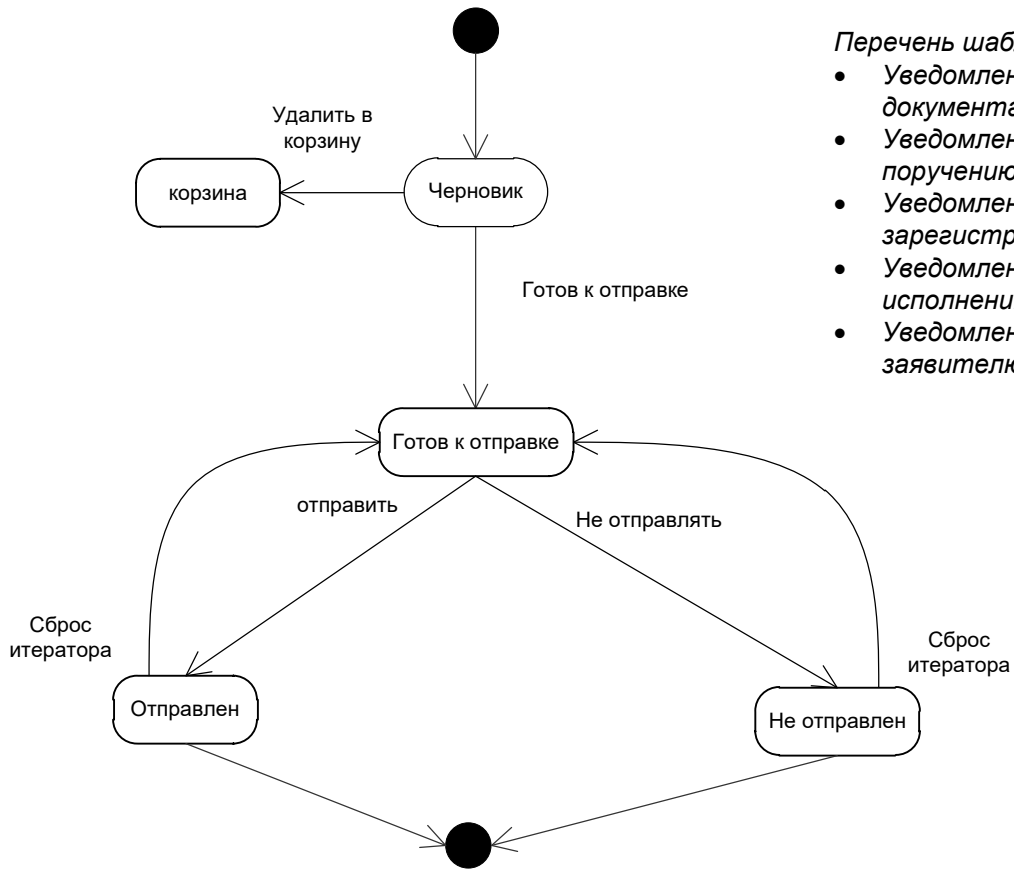 Перечень
Уведомлен
Удалить в
корзину
документа
Уведомлен
корзина
Черновик
поручению
Уведомлен
зарегистр
Уведомлен
Готов к отправке
исполнени
Уведомлен
заявителю
Готов к отправке
отправить
Не отправлять
Сброс
итератора
Сброс
итератора
Отправлен
Не отправлен